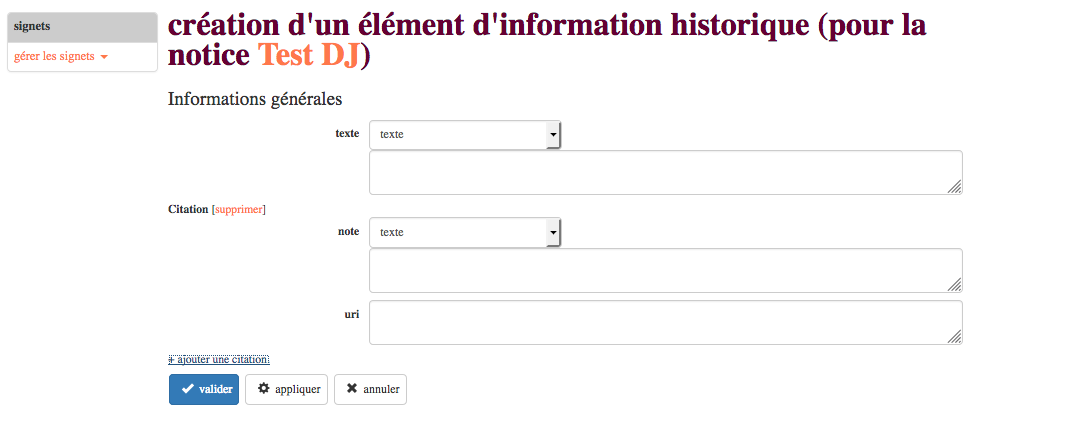 signets
gérer les signets
création d'un élément d'information historique (pour la
notice Test DJ)
Informations générales
texte texte
Citation [supprimer]
note texte
uri
+ ajouter une citation
valider appliquer annuler